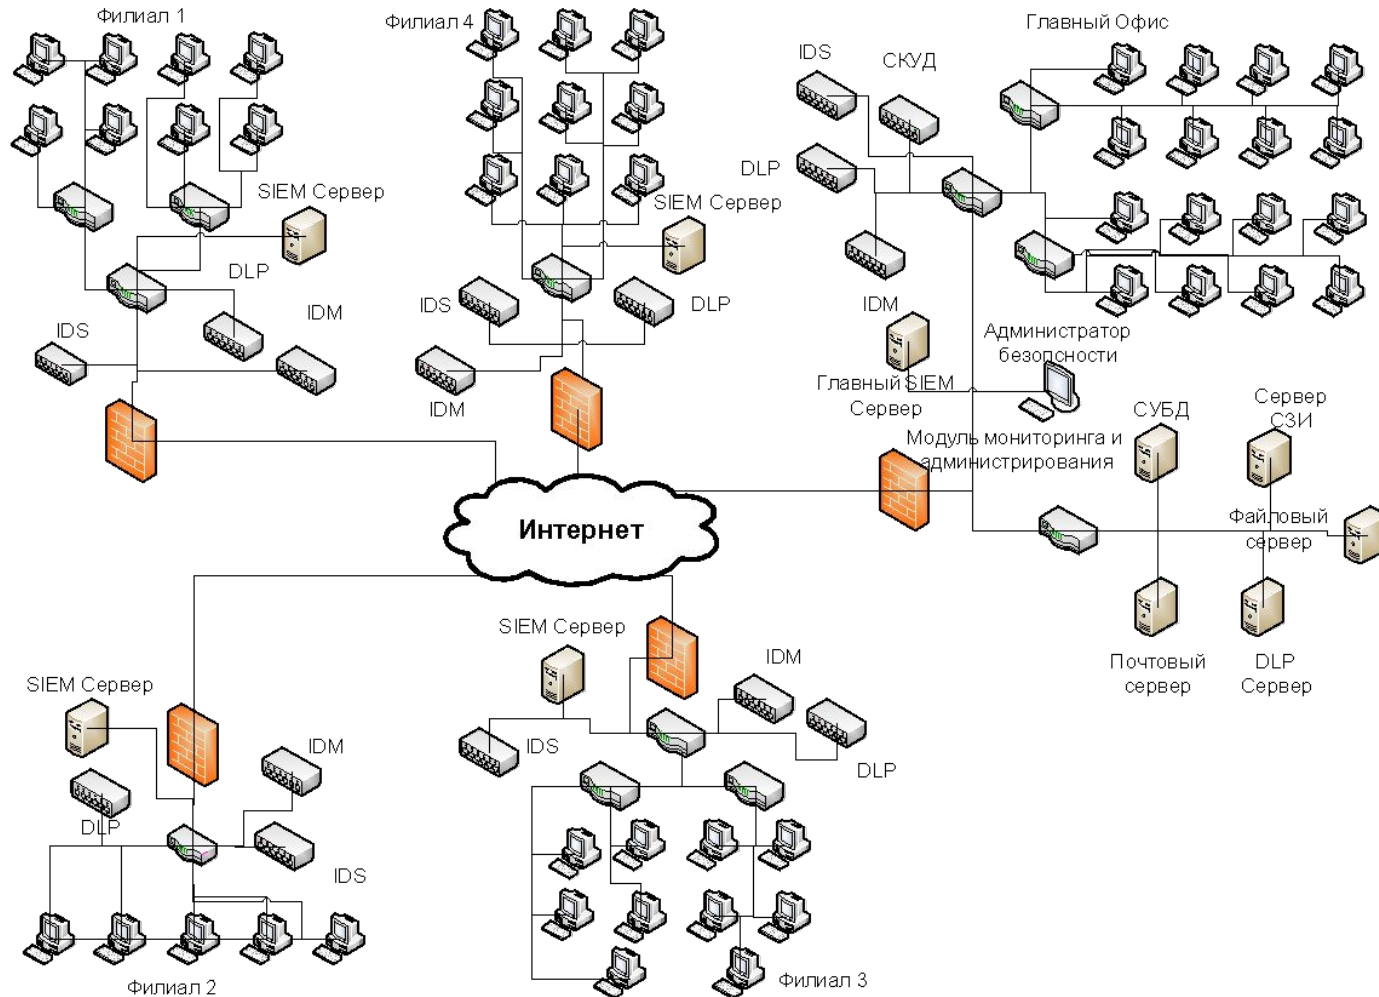 Филиал 1
Филиал 4
Главный Офис
IDS
СКУД
DLP
SIEM Сервер
SIEM Сервер
DLP
IDM
IDS
IDS
DLP
IDM
IDM
Администратор
безопсности
Главный SIEM
Сервер
СУБД
Сервер
СЗИ
Модуль мониторинга и
администрирования
Интернет
Файловый
сервер
SIEM Сервер
IDM
Почтовый
сервер
DLP
Сервер
SIEM Сервер
IDM
IDS
DLP
DLP
IDS
Филиал 3
Филиал 2